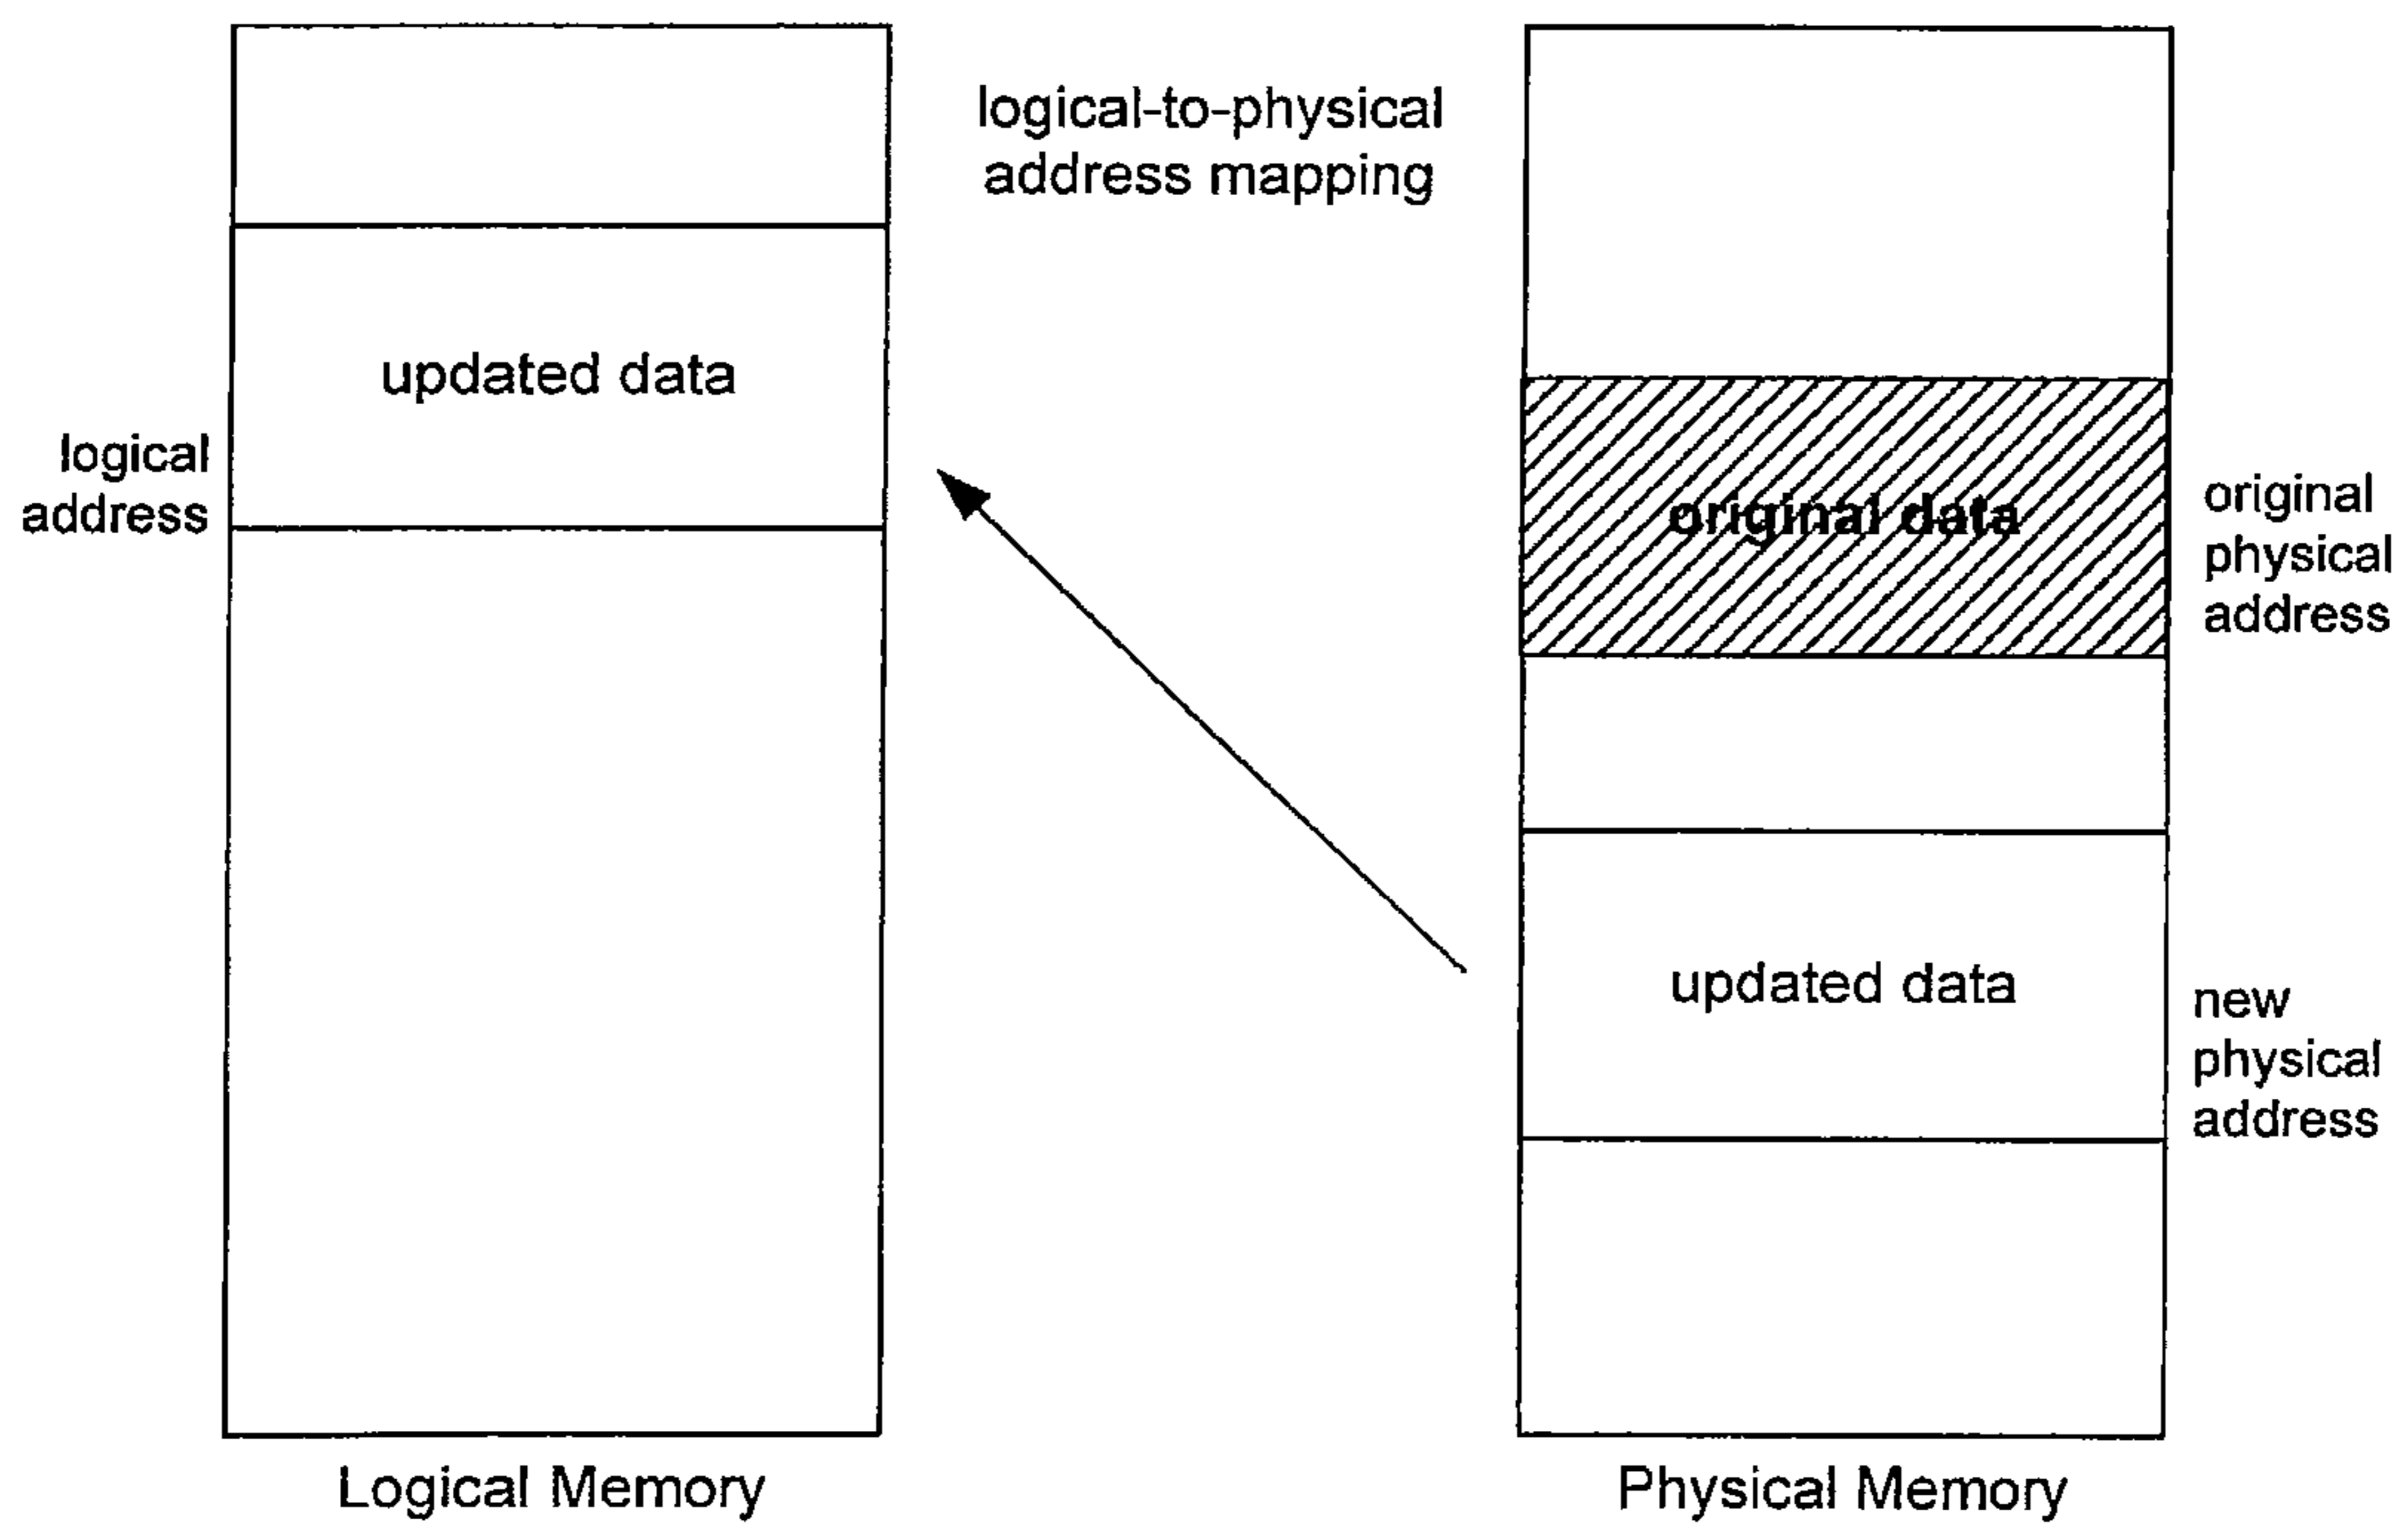 logical-to-physical
address mapping
updated data
logical
address
original data
original
physical
address
updated data
new
physical
address
Logical Memory
Physical Memory